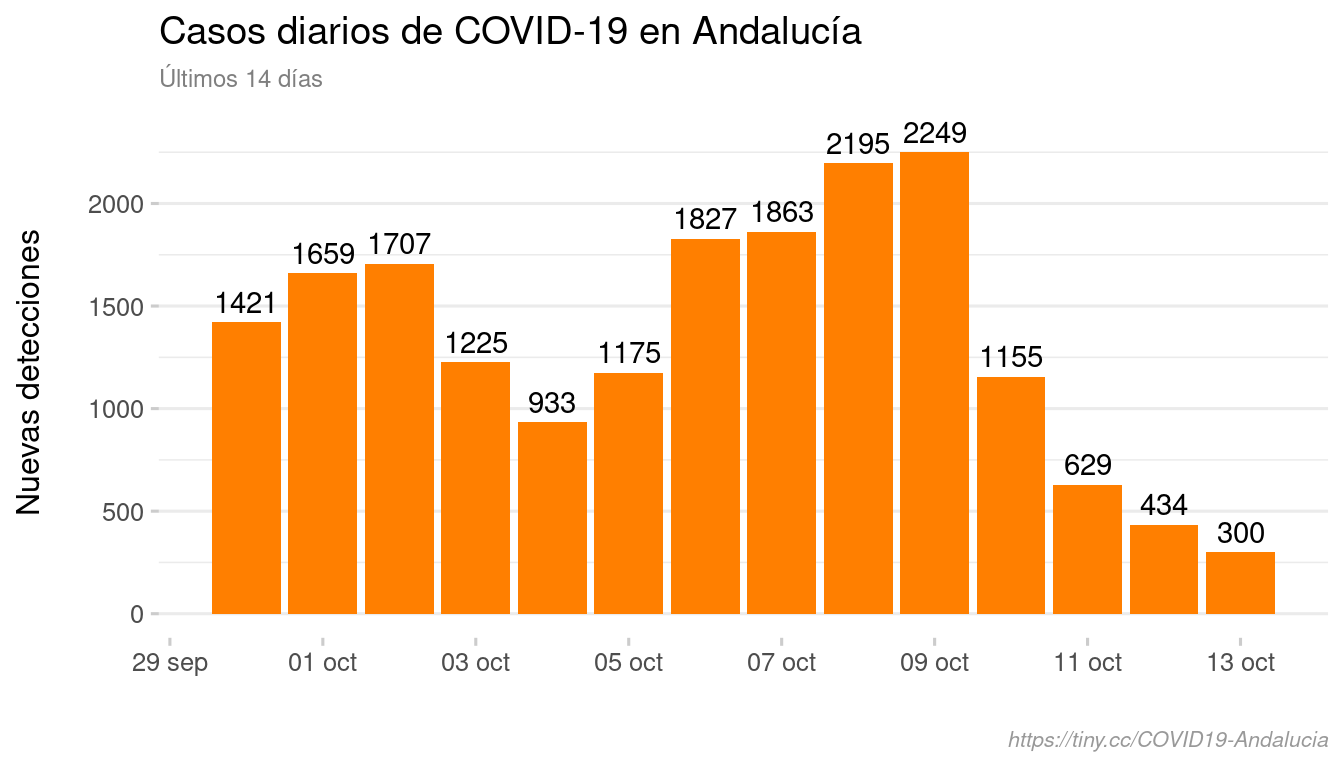 Casos diarios de COVID-19 en Andalucía
Últimos 14 días
Nuevas detecciones
2000
1500
1000
500
0
1421
1659
1707
1225
933
1175
1827
1863
2195
2249
1155
629
434
300
29 sep
01 oct
03 oct
05 oct
07 oct
09 oct
11 oct
13 oct
https://tiny.cc/COVID19-Andalucia